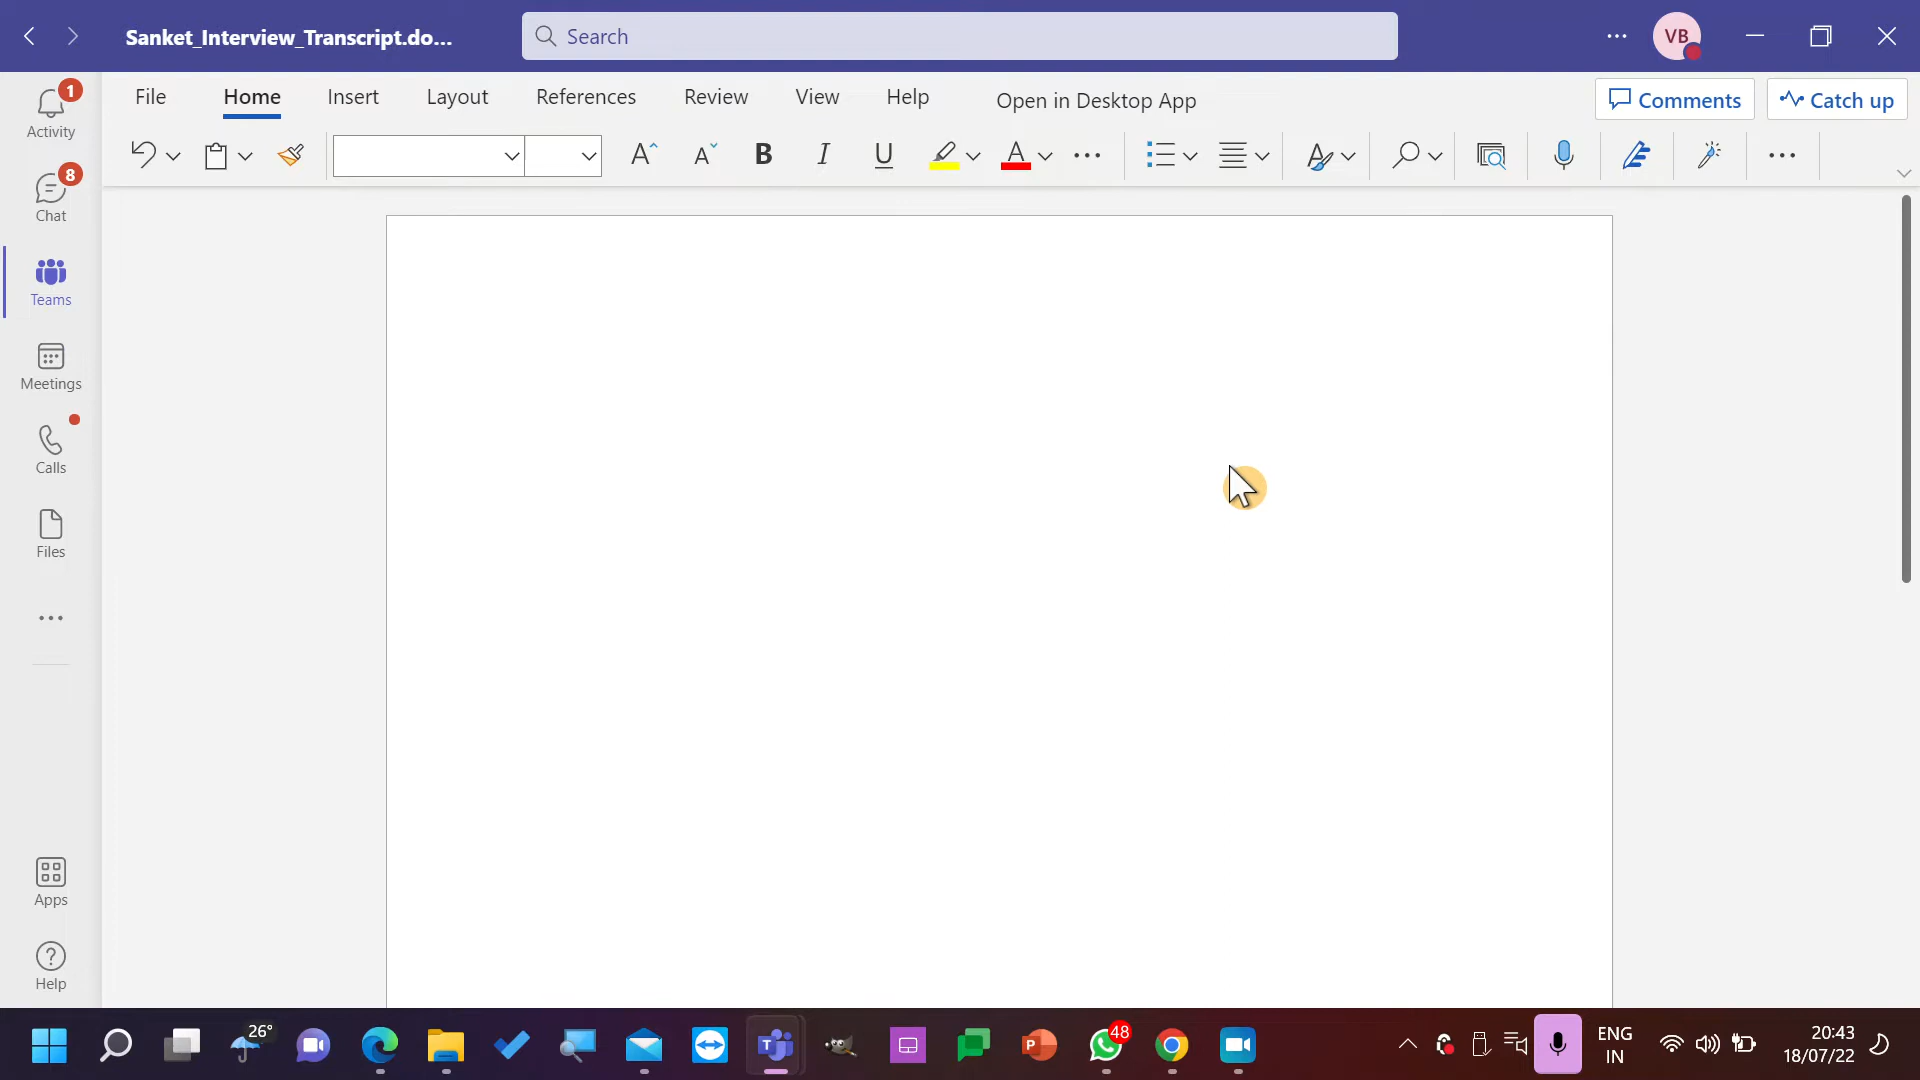 Sanket_Interview_Transcript.do...
Search
VB
File
Home
Insert
Layout
References
Review
View
Help
Open in Desktop App
Comments
Catch up
1
Activity
8
Chat
Teams
Meetings
Calls
Files
Apps
Help
26°
48
ENG
IN
20:43
18/07/22